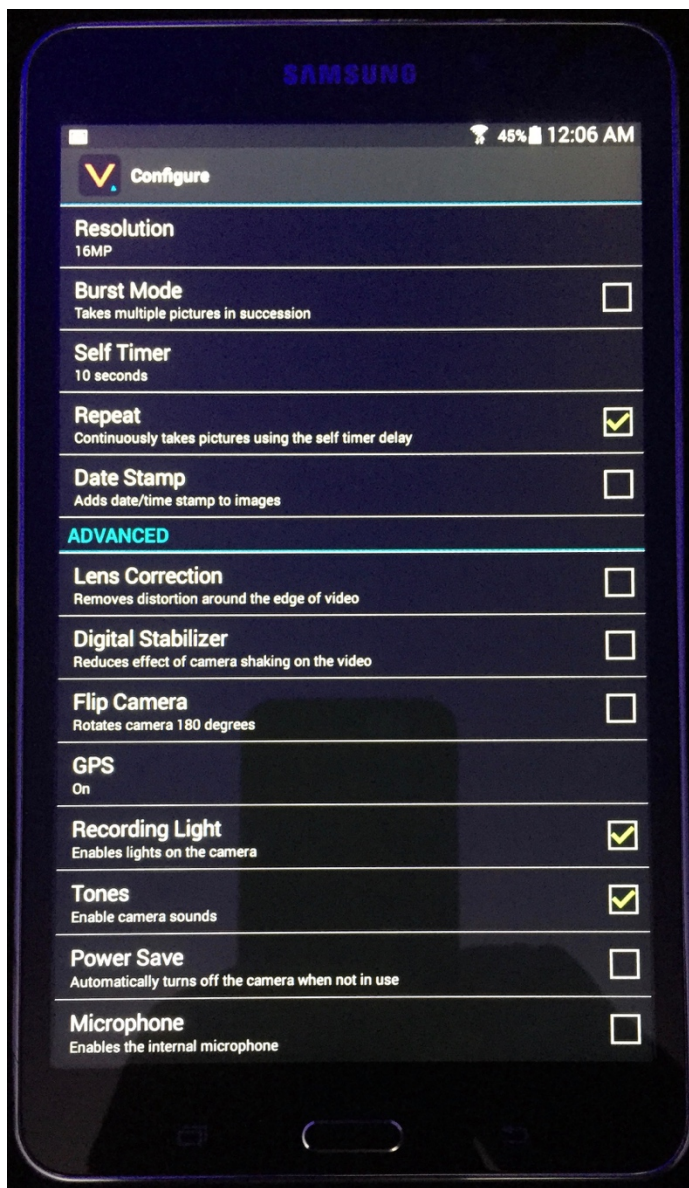 SAMSUNG
45% 12:06 AM
Configure
Resolution
16MP
Burst Mode
Takes multiple pictures in succession
Self Timer
10 seconds
Repeat
Continuously takes pictures using the self timer delay
Date Stamp
Adds date/time stamp to images
ADVANCED
Lens Correction
Removes distortion around the edge of video
Digital Stabilizer
Reduces effect of camera shaking on the video
Flip Camera
Rotates camera 180 degrees
GPS
On
Recording Light
Enables lights on the camera
Tones
Enable camera sounds
Power Save
Automatically turns off the camera when not in use
Microphone
Enables the internal microphone